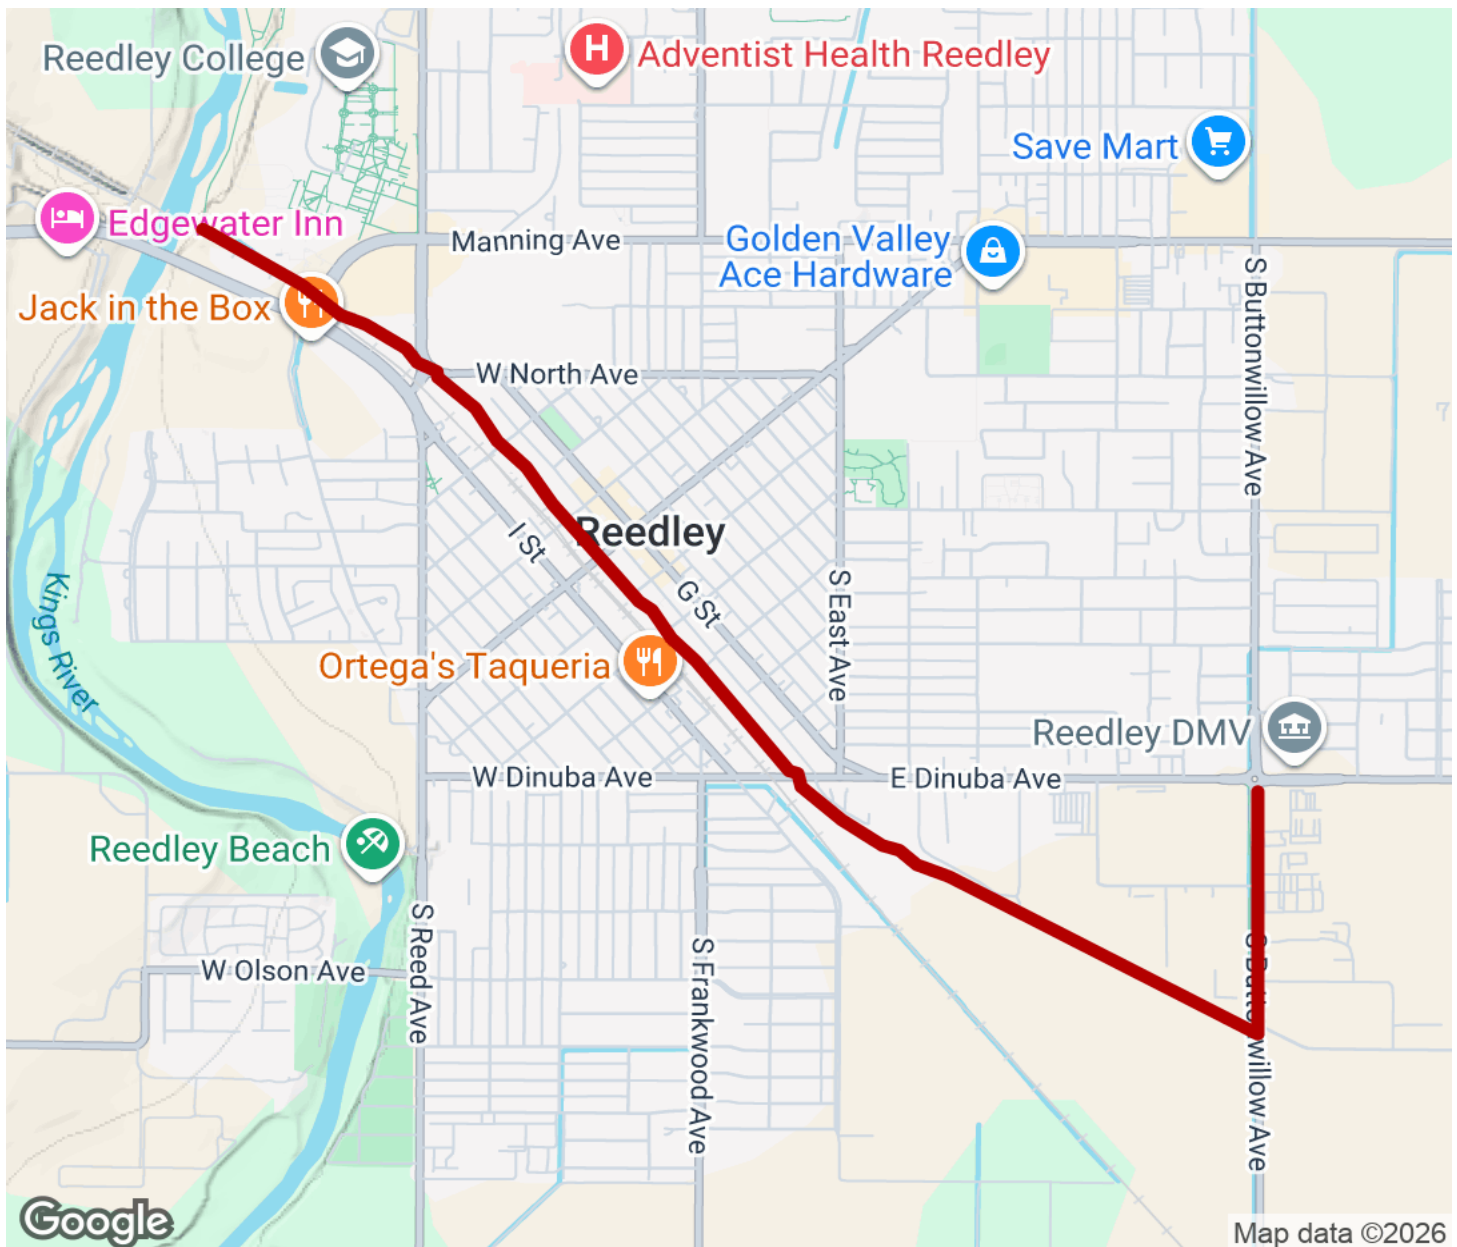 Reedley College
Adventist Health Reedley
Save Mart
Edgewater Inn
Manning Ave
Golden Valley
Ace Hardware
Jack in the Box
S Buttonwillow Ave
W North Ave
Reedley
I St
G St
S East Ave
Kings River
Ortega's Taqueria
Reedley DMV
W Dinuba Ave
E Dinuba Ave
Reedley Beach
S Reed Ave
W Olson Ave
S Frankwood Ave
S Buttonwillow Ave
Google
Map data ©2026